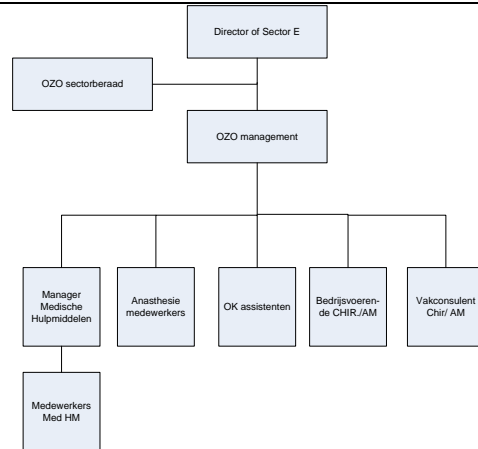 Director of Sector E
OZO sectorberaad
OZO management
Manager
Medische
Hulpmiddelen
Anasthesie
medewerkers
OK assistenten
Bedrijsvoeren-
de CHIR./AM
Vakconsulent
Chir/ AM
Medewerkers
Med HM